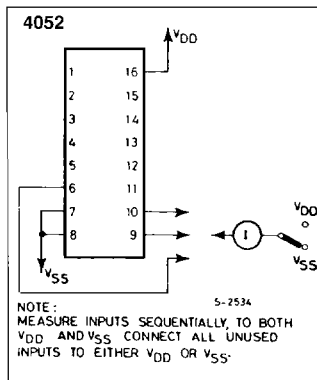 4052
VDD
1 16
2 15
3 14
4 13
5 12
6 11
7 10
8 9
I
VDD
VSS
VSS
S-2534
NOTE:
MEASURE INPUTS SEQUENTIALLY, TO BOTH
VDD AND VSS CONNECT ALL UNUSED
INPUTS TO EITHER VDD OR VSS.